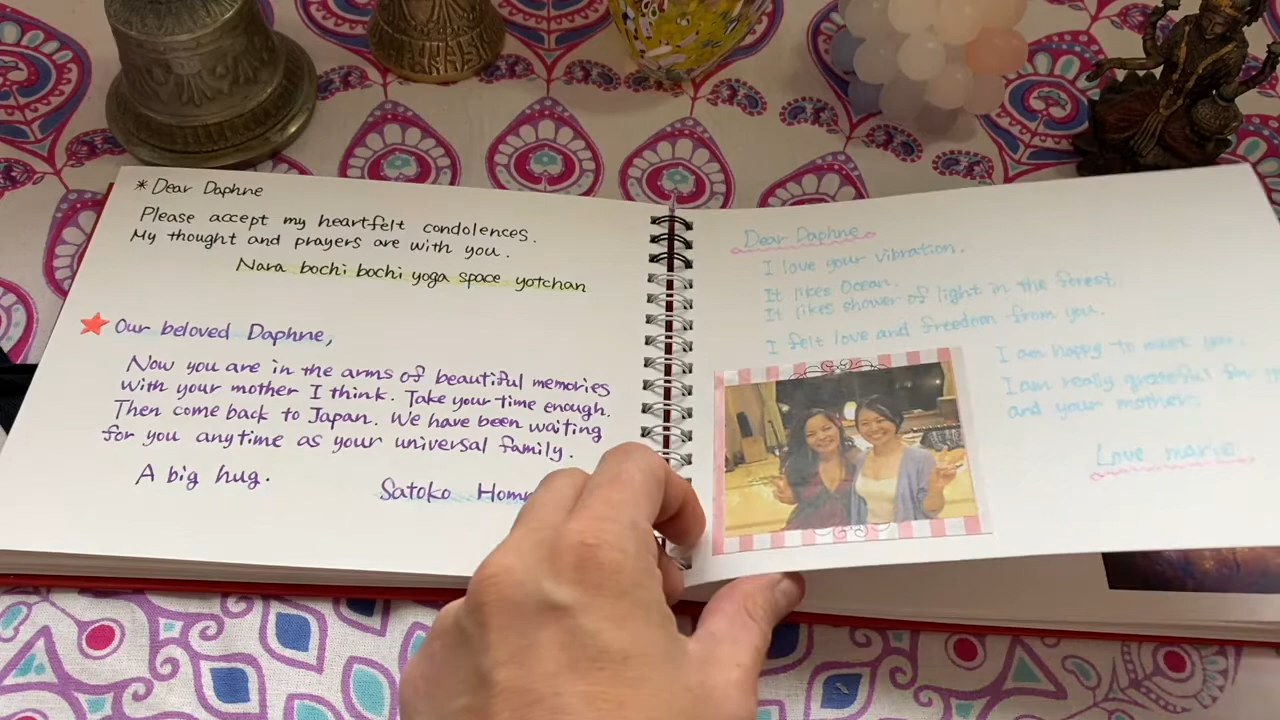 * Dear Daphne
Please accept my heartfelt condolences.
My thought and prayers are with you.
Nara bochi bochi yoga space yotchan
Our beloved Daphne,
Now you are in the arms of beautiful memories
with your mother I think. Take your time enough.
Then come back to Japan. We have been waiting
for you anytime as your universal family.
A big hug.
Satoko
Dear Daphne
I love your vibration.
It likes Ocean.
It likes shower of light in the forest.
I felt love and freedom from you.
I am happy to meet you.
I am really grateful for
and your mother.
Love